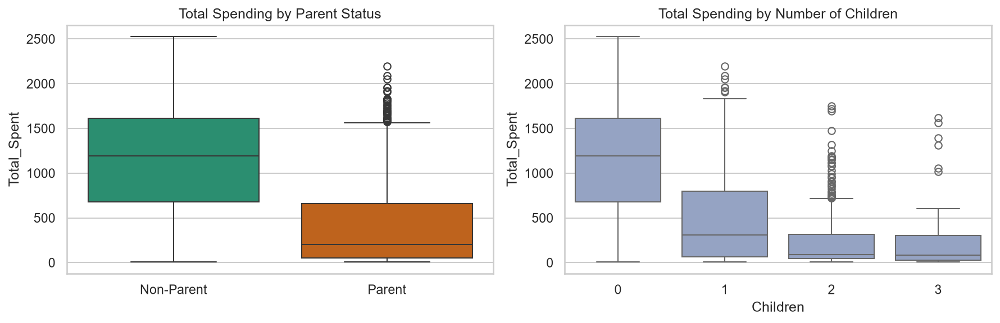 Total Spending by Parent Status
Total_Spent
2500
2000
1500
1000
500
0
Non-Parent Parent
Total Spending by Number of Children
Total_Spent
2500
2000
1500
1000
500
0
0 1 2 3
Children